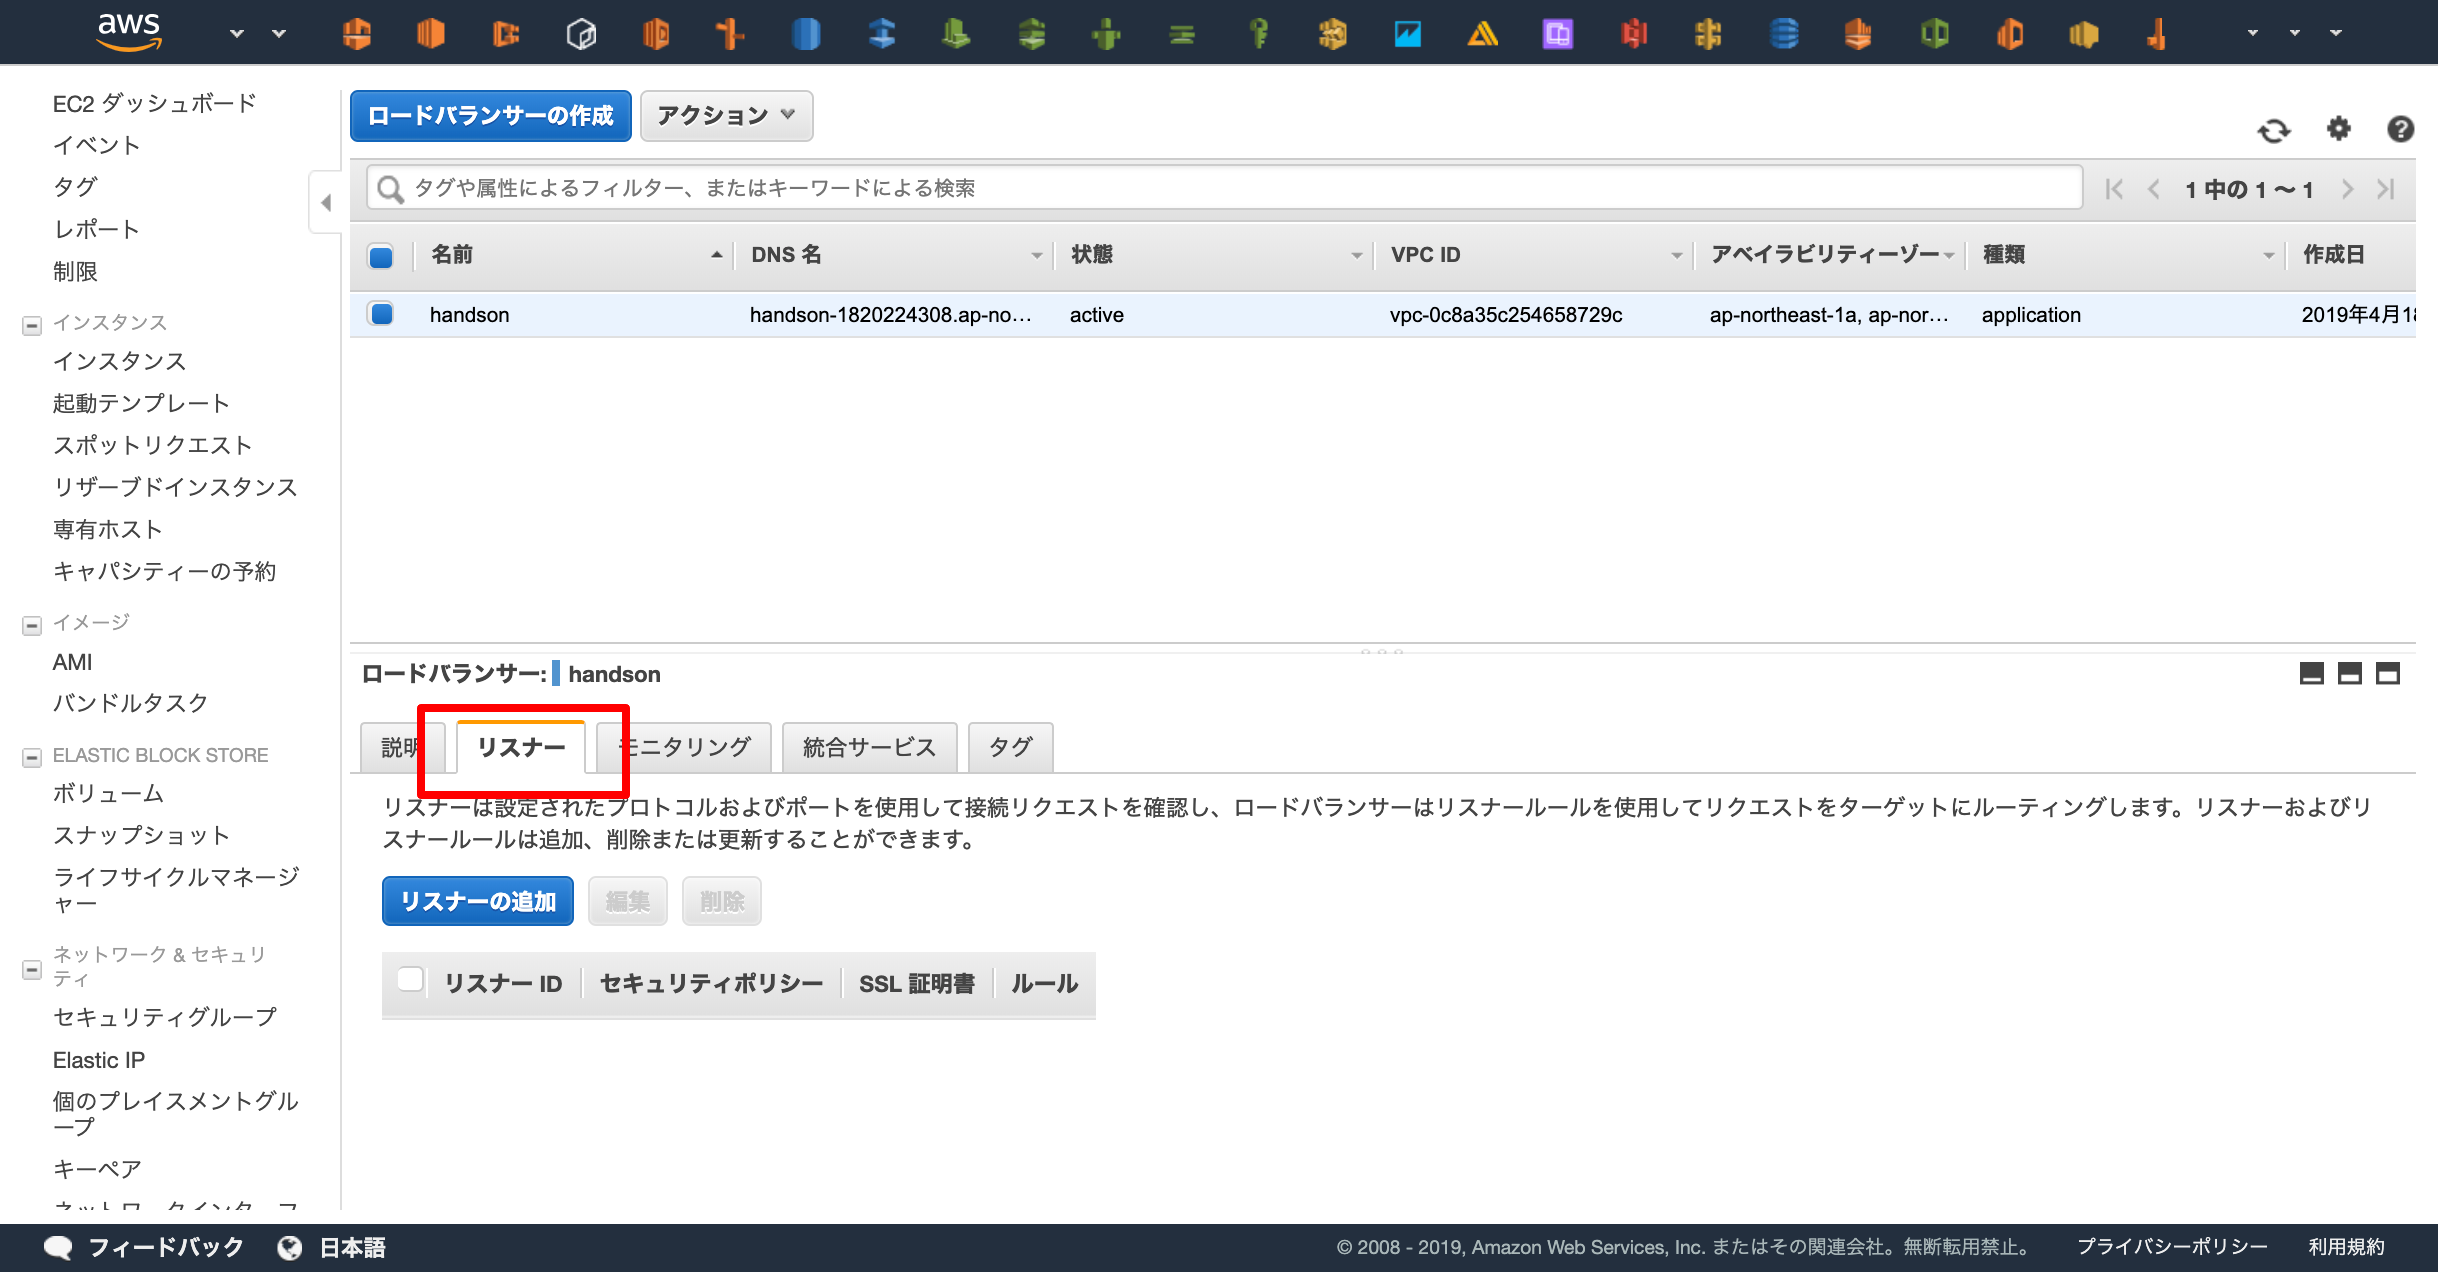 aws
EC2 ダッシュボード
イベント
タグ
レポート
制限
インスタンス
インスタンス
起動テンプレート
スポットリクエスト
リザーブドインスタンス
専有ホスト
キャパシティーの予約
イメージ
AMI
バンドルタスク
ELASTIC BLOCK STORE
ボリューム
スナップショット
ライフサイクルマネージ
ャー
ネットワーク & セキュリ
ティ
セキュリティグループ
Elastic IP
個のプレイスメントグル
ープ
キーペア
ネットワークインターフ
ロードバランサーの作成 アクション
タグや属性によるフィルター、またはキーワードによる検索 1 中の 1 ～ 1
名前 DNS 名 状態 VPC ID アベイラビリティーゾー 種類 作成日
handson handson-1820224308.ap-no... active vpc-0c8a35c254658729c ap-northeast-1a, ap-nor... application 2019年4月18
ロードバランサー: handson
説明 リスナー モニタリング 統合サービス タグ
リスナーは設定されたプロトコルおよびポートを使用して接続リクエストを確認し、ロードバランサーはリスナールールを使用してリクエストをターゲットにルーティングします。リスナーおよびリ
スナールールは追加、削除または更新することができます。
リスナーの追加 編集 削除
リスナー ID セキュリティポリシー SSL 証明書 ルール
フィードバック 日本語 © 2008 - 2019, Amazon Web Services, Inc. またはその関連会社。無断転用禁止。 プライバシーポリシー 利用規約